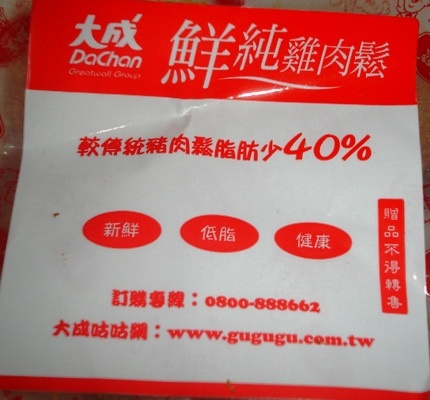 大成
DaChan
Greatwall Group
鮮純雞肉鬆
較傳統豬肉鬆脂肪少40%
新鮮
低脂
健康
贈品不得轉售
訂購專線：0800-888662
大成咕咕網：www.gugugu.com.tw